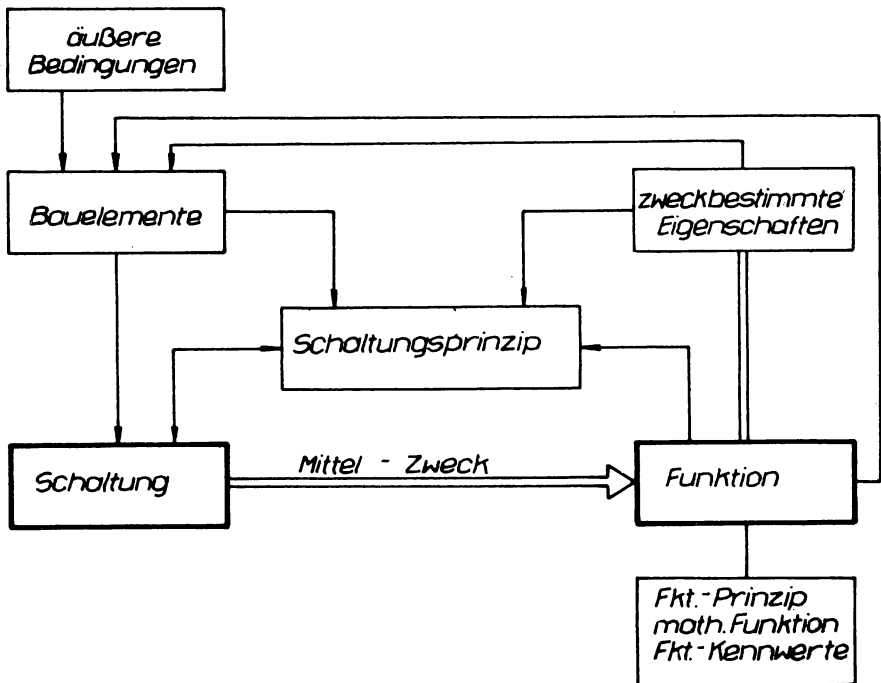 äußere
Bedingungen
Bauelemente
zweckbestimmte
Eigenschaften
Schaltungsprinzip
Schaltung
Mittel - Zweck
Funktion
Fkt.-Prinzip
math. Funktion
Fkt.-Kennwerte